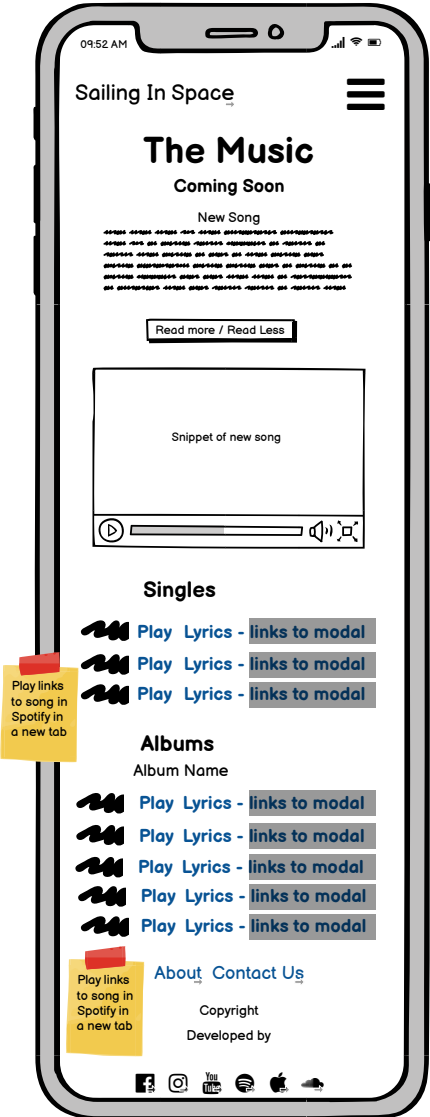 09:52 AM
Sailing In Space
The Music
Coming Soon
New Song
Read more / Read Less
Snippet of new song
Singles
Play Lyrics - links to modal
Play Lyrics - links to modal
Play Lyrics - links to modal
Play links
to song in
Spotify in
a new tab
Albums
Album Name
Play Lyrics - links to modal
Play Lyrics - links to modal
Play Lyrics - links to modal
Play Lyrics - links to modal
Play Lyrics - links to modal
Play links
to song in
Spotify in
a new tab
About Contact Us
Copyright
Developed by
You
Tube